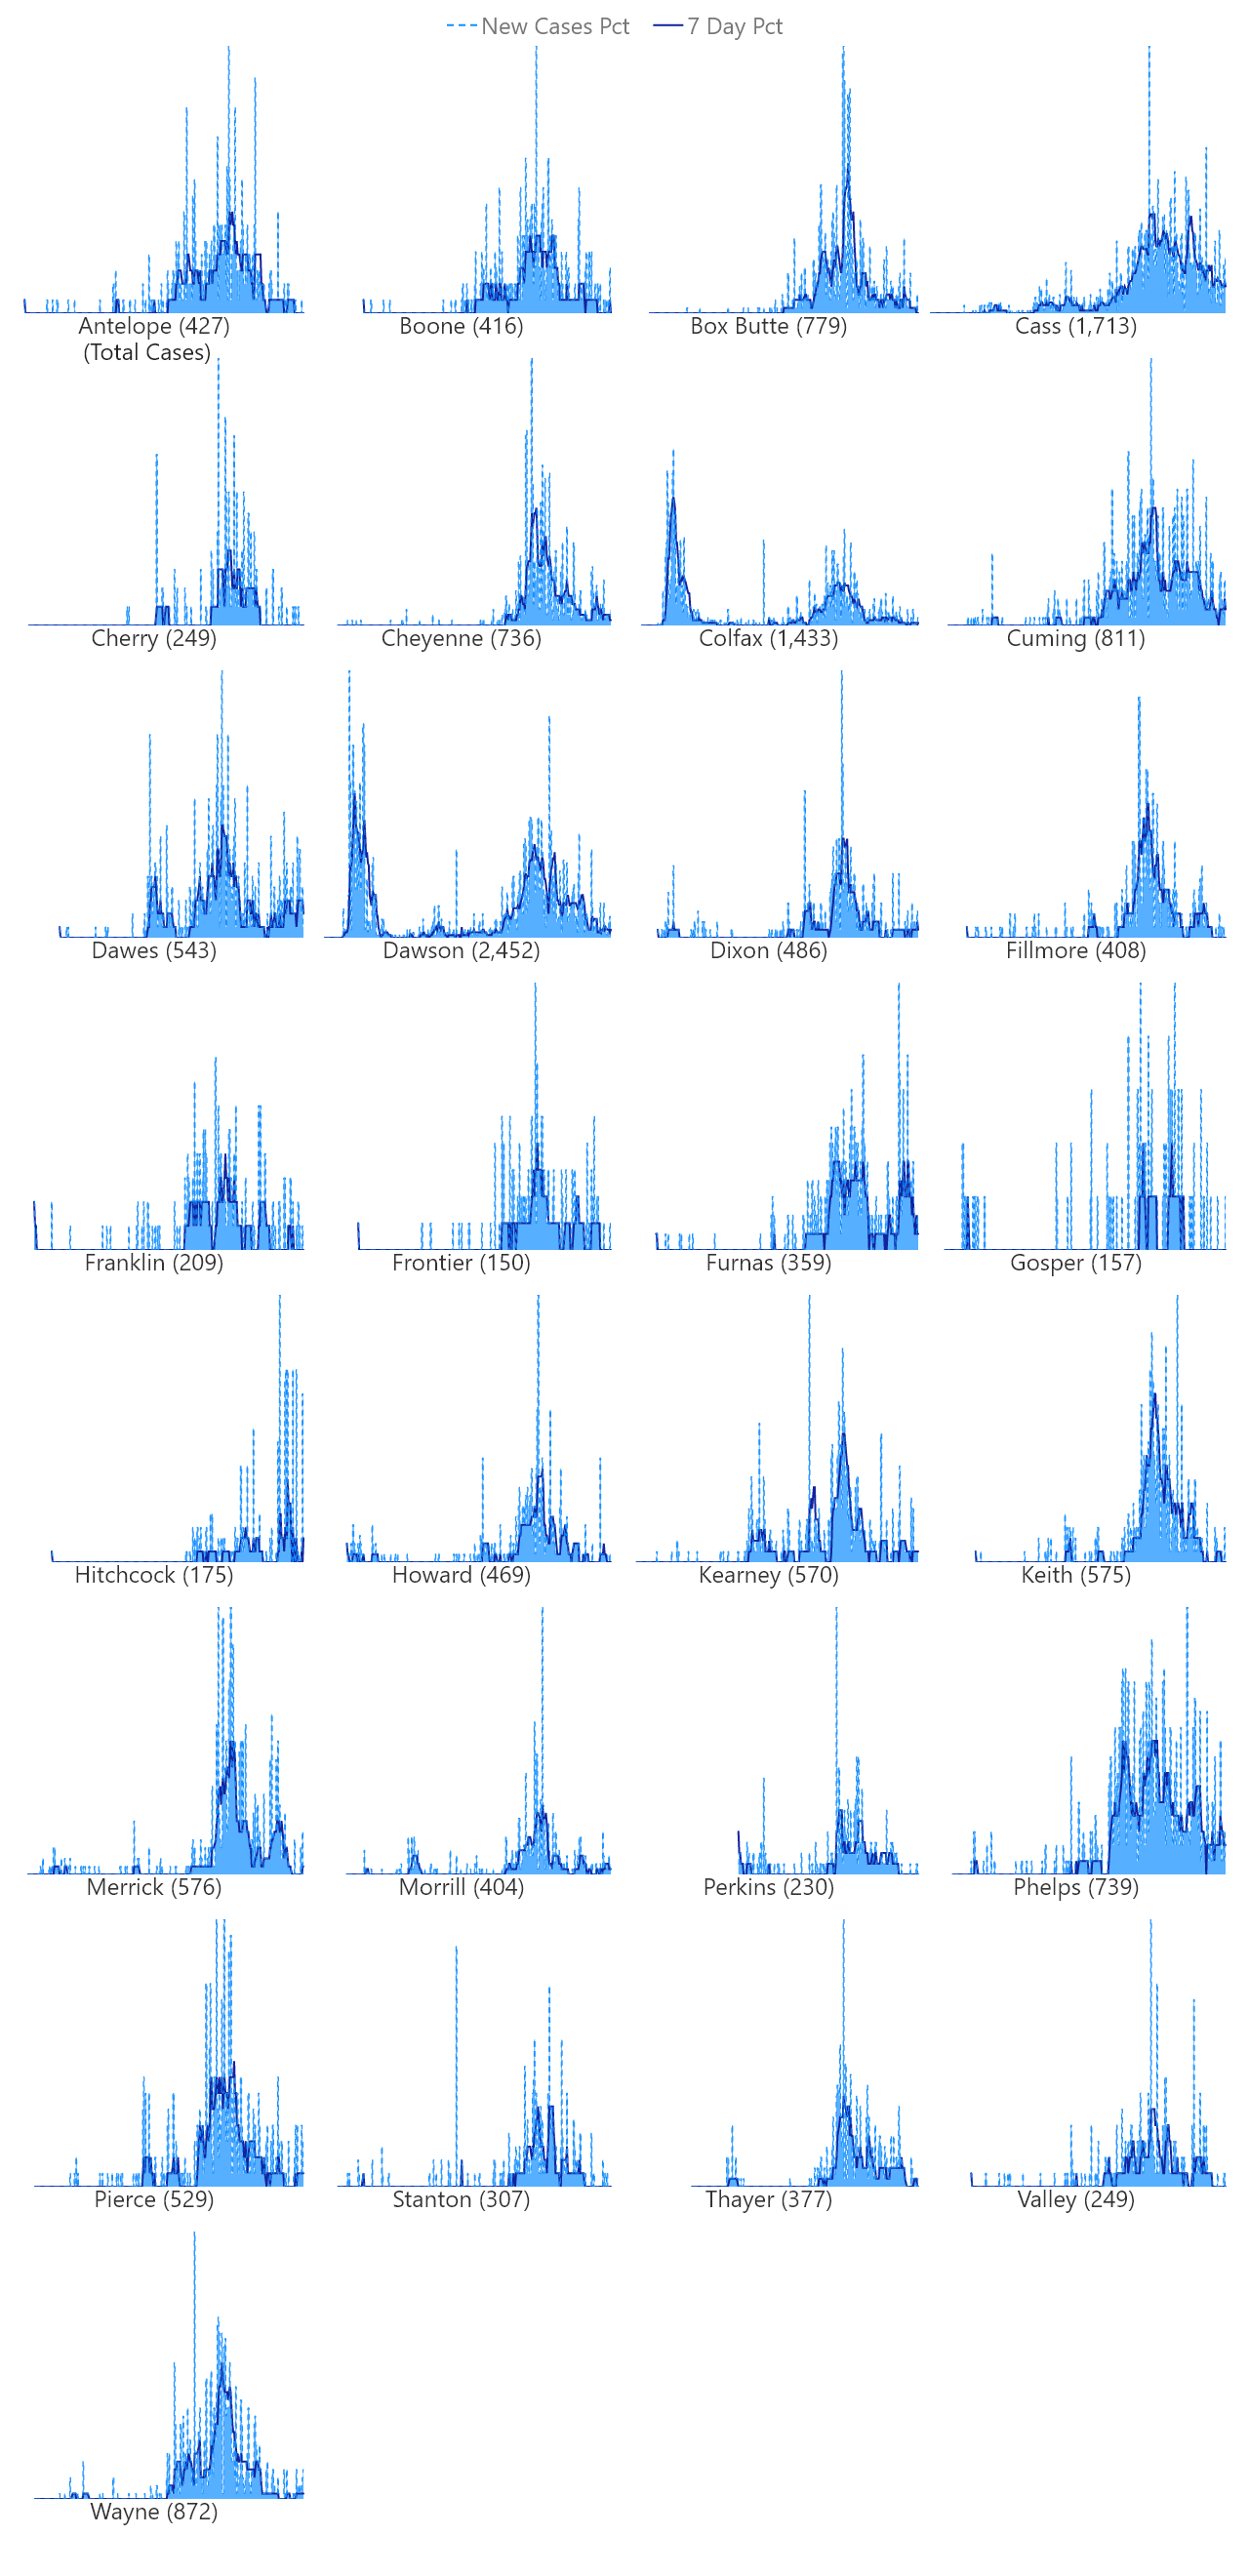 New Cases Pct 7 Day Pct
Antelope (427) Boone (416) Box Butte (779) Cass (1,713)
(Total Cases)
Cherry (249) Cheyenne (736) Colfax (1,433) Cuming (811)
Dawes (543) Dawson (2,452) Dixon (486) Fillmore (408)
Franklin (209) Frontier (150) Furnas (359) Gosper (157)
Hitchcock (175) Howard (469) Kearney (570) Keith (575)
Merrick (576) Morrill (404) Perkins (230) Phelps (739)
Pierce (529) Stanton (307) Thayer (377) Valley (249)
Wayne (872)